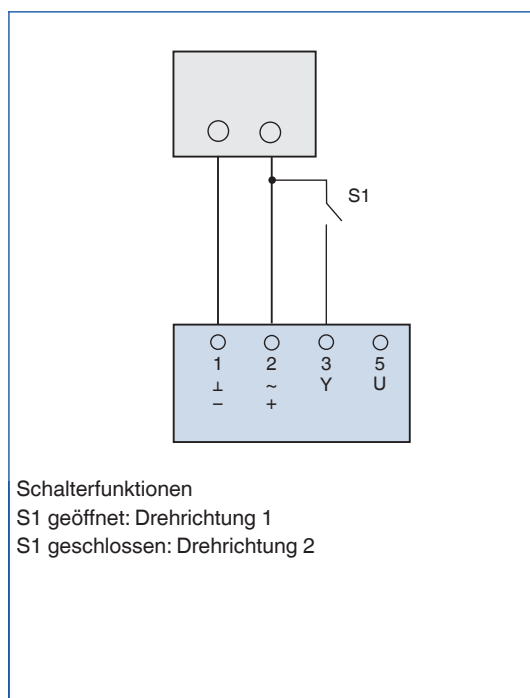 S1
1 2 3 5
⊥ ~ Y U
– +
Schalterfunktionen
S1 geöffnet: Drehrichtung 1
S1 geschlossen: Drehrichtung 2